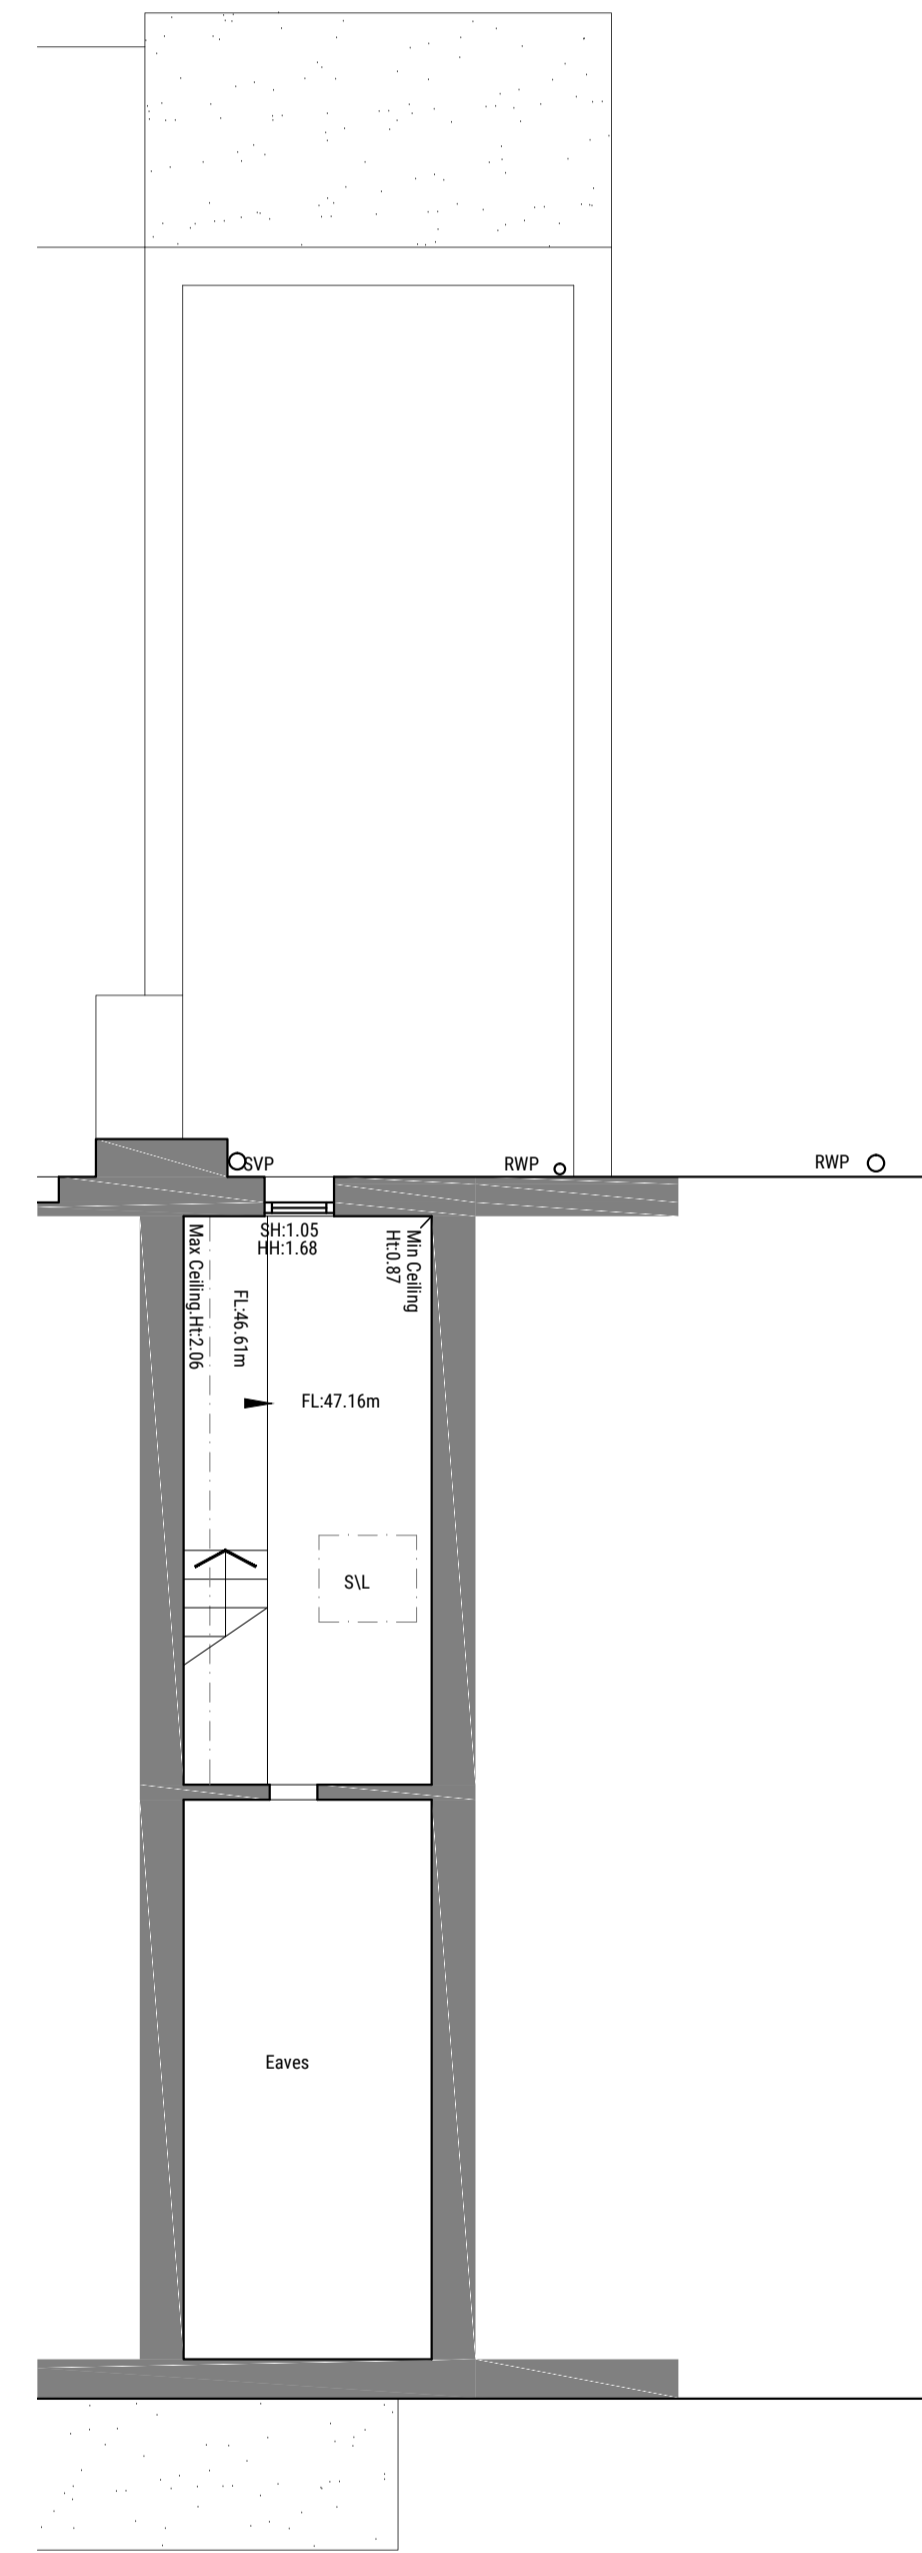 SVP
RWP
RWP
SH:1.05
HH:1.68
Max Ceiling.Ht:2.06
FL:46.61m
Min Ceiling
Ht:0.87
FL:47.16m
S\L
Eaves